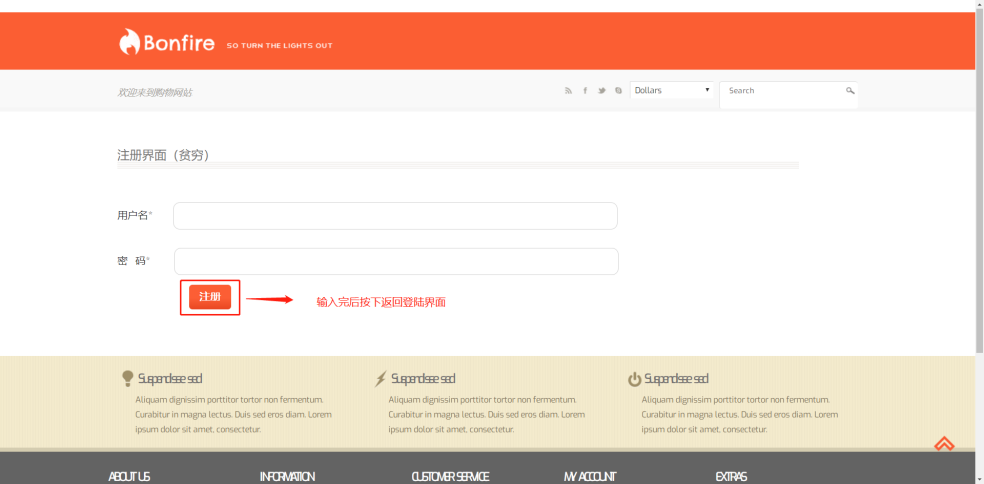 Bonfire SO TURN THE LIGHTS OUT
欢迎来到购物网站
Dollars
Search
注册界面（贫穷）
用户名*
密 码*
注册
输入完后按下返回登陆界面
Suspendisse sed
Aliquam dignissim porttitor tortor non fermentum.
Curabitur in magna lectus. Duis sed eros diam. Lorem
ipsum dolor sit amet, consectetur.
Suspendisse sed
Aliquam dignissim porttitor tortor non fermentum.
Curabitur in magna lectus. Duis sed eros diam. Lorem
ipsum dolor sit amet, consectetur.
Suspendisse sed
Aliquam dignissim porttitor tortor non fermentum.
Curabitur in magna lectus. Duis sed eros diam. Lorem
ipsum dolor sit amet, consectetur.
ABOUT US
INFORMATION
CUSTOMER SERVICE
MY ACCOUNT
EXTRAS